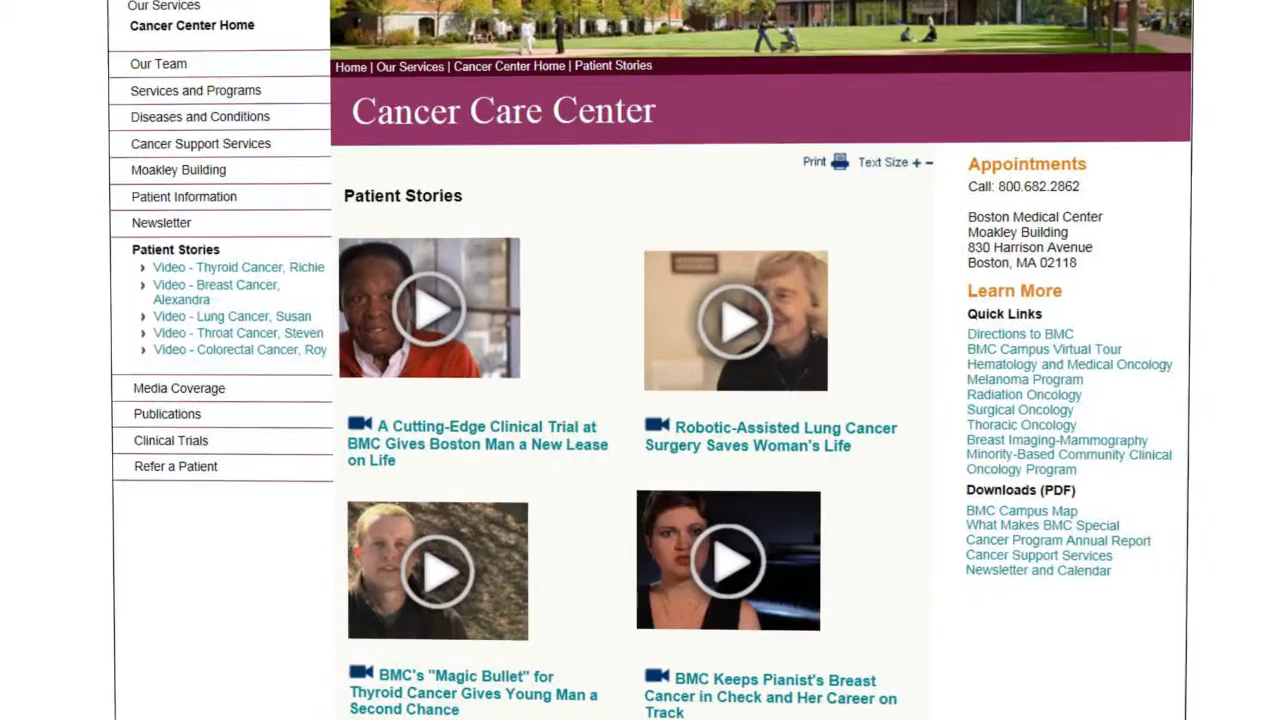 Our Services
Cancer Center Home
Our Team
Services and Programs
Diseases and Conditions
Cancer Support Services
Moakley Building
Patient Information
Newsletter
Patient Stories
Video - Thyroid Cancer, Richie
Video - Breast Cancer,
Alexandra
Video - Lung Cancer, Susan
Video - Throat Cancer, Steven
Video - Colorectal Cancer, Roy
Media Coverage
Publications
Clinical Trials
Refer a Patient
Home | Our Services | Cancer Center Home | Patient Stories
Cancer Care Center
Print Text Size + -
Patient Stories
A Cutting-Edge Clinical Trial at
BMC Gives Boston Man a New Lease
on Life
Robotic-Assisted Lung Cancer
Surgery Saves Woman's Life
BMC's "Magic Bullet" for
Thyroid Cancer Gives Young Man a
Second Chance
BMC Keeps Pianist's Breast
Cancer in Check and Her Career on
Track
Appointments
Call: 800.682.2862
Boston Medical Center
Moakley Building
830 Harrison Avenue
Boston, MA 02118
Learn More
Quick Links
Directions to BMC
BMC Campus Virtual Tour
Hematology and Medical Oncology
Melanoma Program
Radiation Oncology
Surgical Oncology
Thoracic Oncology
Breast Imaging-Mammography
Minority-Based Community Clinical
Oncology Program
Downloads (PDF)
BMC Campus Map
What Makes BMC Special
Cancer Program Annual Report
Cancer Support Services
Newsletter and Calendar